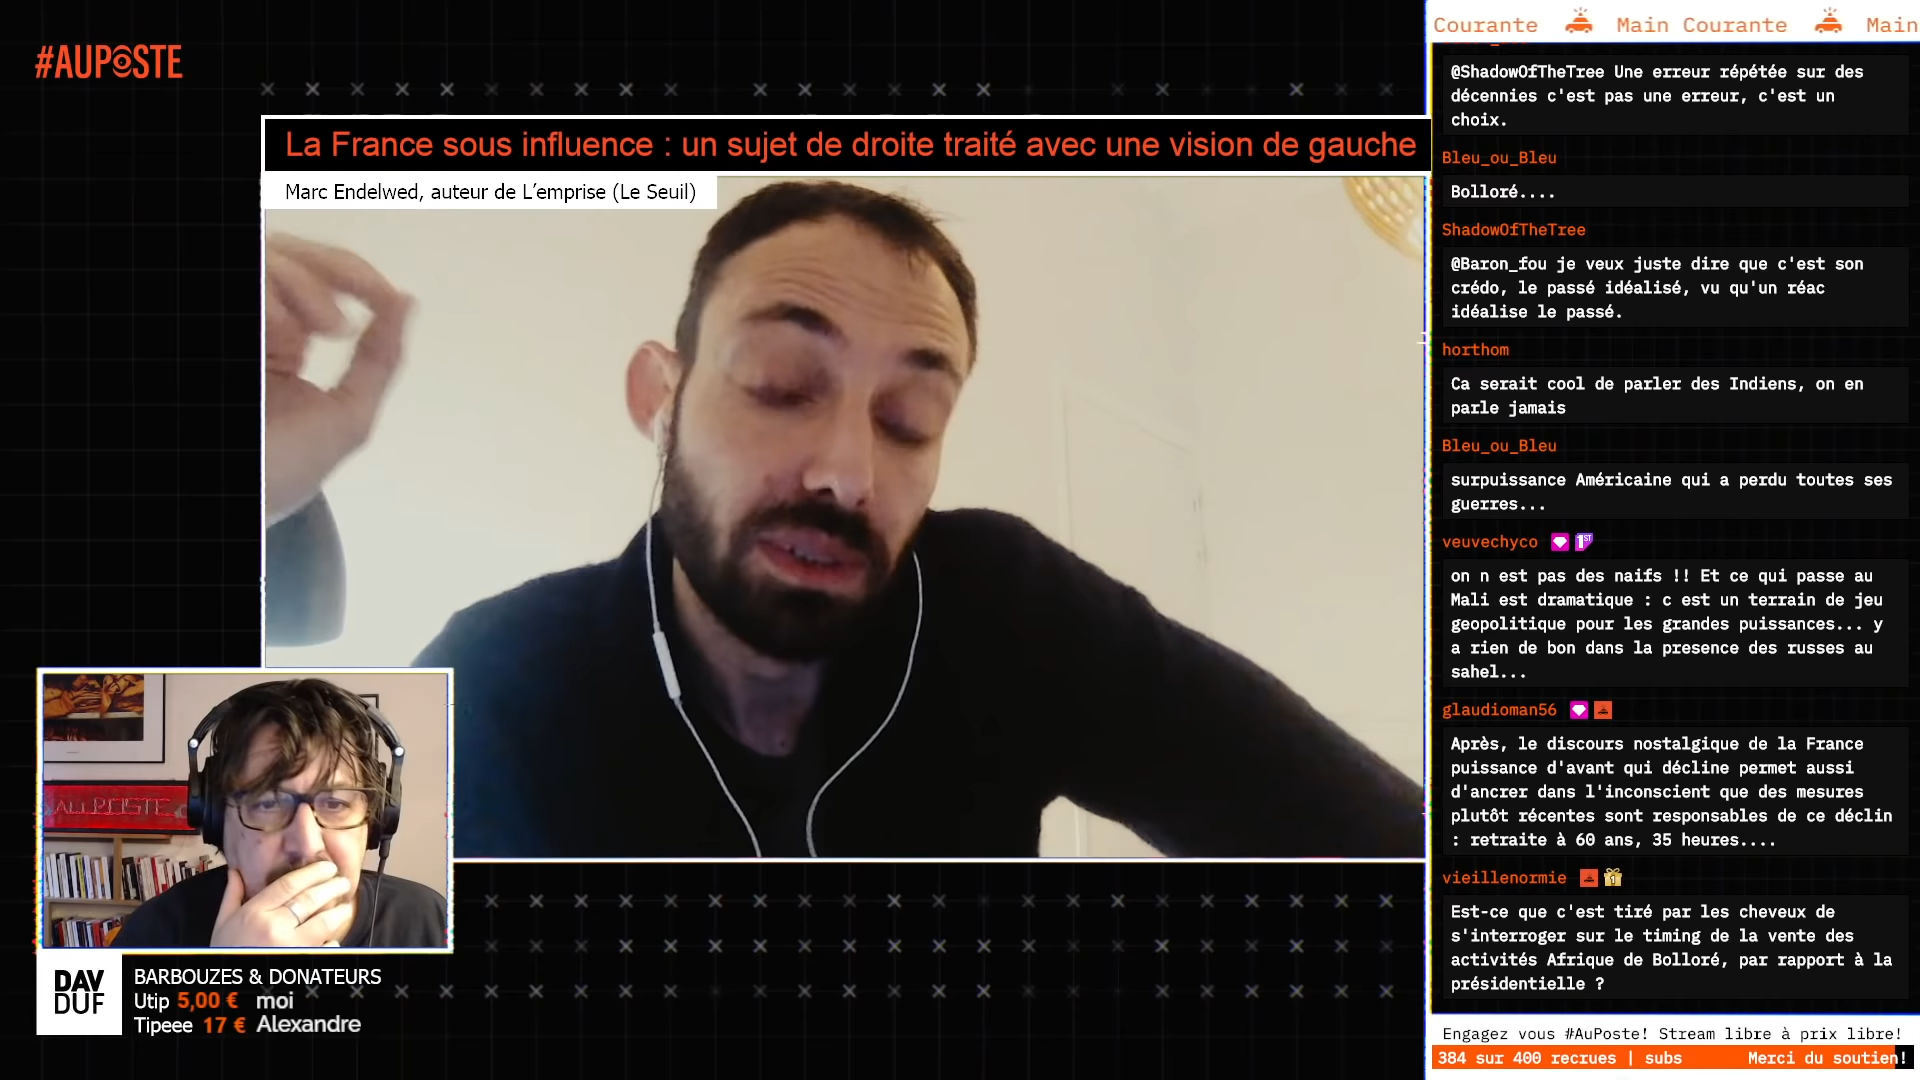 #AUPOSTE
La France sous influence : un sujet de droite traité avec une vision de gauche
Marc Endelwed, auteur de L'emprise (Le Seuil)
AU POSTE
DAV
DUF
BARBOUZES & DONATEURS
Utip 5,00 € moi
Tipeee 17 € Alexandre
Courante Main Courante Main
@ShadowOfTheTree Une erreur répétée sur des
décennies c'est pas une erreur, c'est un
choix.
Bleu_ou_Bleu
Bolloré....
ShadowOfTheTree
@Baron_fou je veux juste dire que c'est son
crédo, le passé idéalisé, vu qu'un réac
idéalise le passé.
horthom
Ca serait cool de parler des Indiens, on en
parle jamais
Bleu_ou_Bleu
surpuissance Américaine qui a perdu toutes ses
guerres...
veuvechyco 1ST
on n est pas des naifs !! Et ce qui passe au
Mali est dramatique : c est un terrain de jeu
geopolitique pour les grandes puissances... y
a rien de bon dans la presence des russes au
sahel...
glaudioman56
Après, le discours nostalgique de la France
puissance d'avant qui décline permet aussi
d'ancrer dans l'inconscient que des mesures
plutôt récentes sont responsables de ce déclin
: retraite à 60 ans, 35 heures....
vieillenormie 1
Est-ce que c'est tiré par les cheveux de
s'interroger sur le timing de la vente des
activités Afrique de Bolloré, par rapport à la
présidentielle ?
Engagez vous #AuPoste! Stream libre à prix libre!
384 sur 400 recrues | subs Merci du soutien!